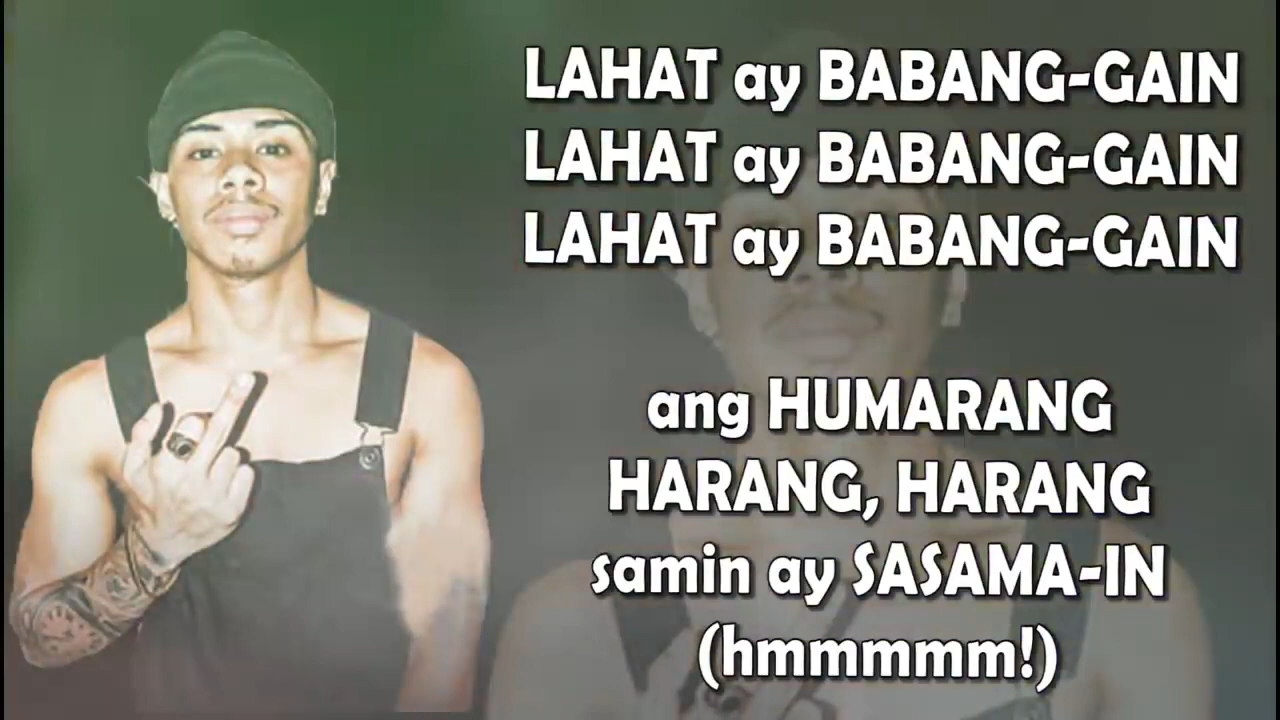 LAHAT ay BABANG-GAIN
LAHAT ay BABANG-GAIN
LAHAT ay BABANG-GAIN
ang HUMARANG
HARANG, HARANG
samin ay SASAMA-IN
(hmmmmmm!)